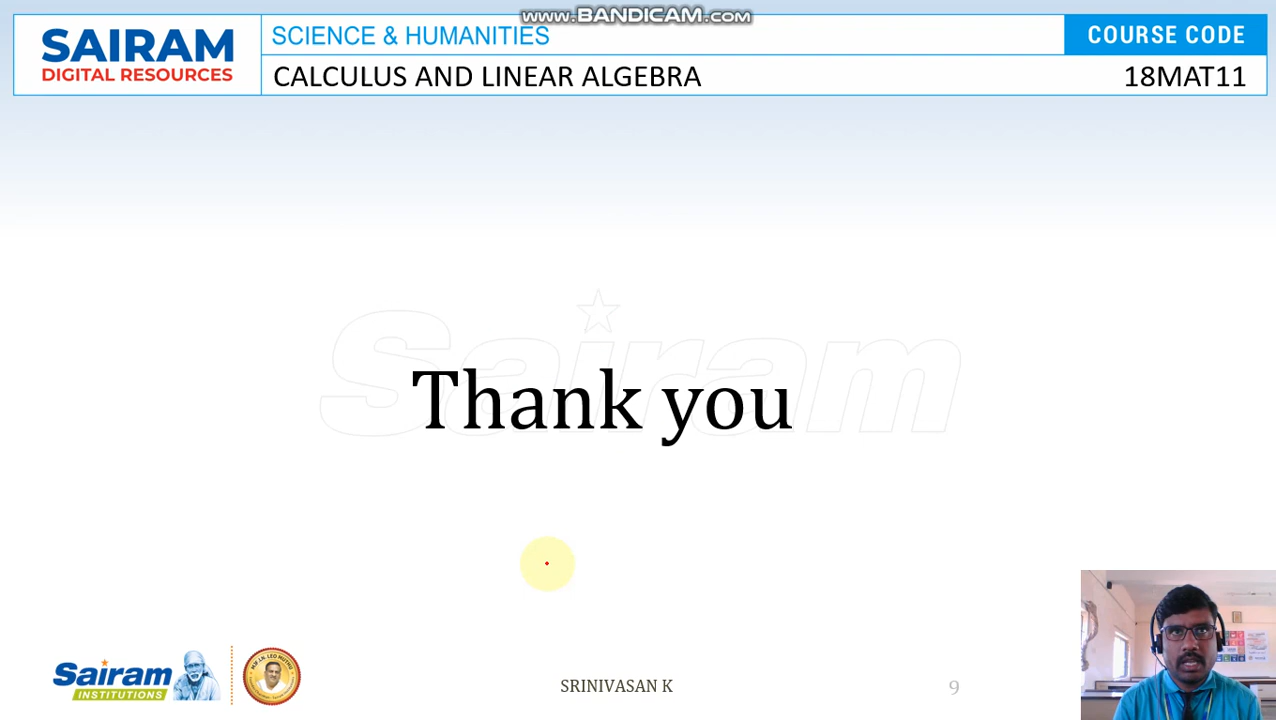 www.BANDICAM.com
SAIRAM
DIGITAL RESOURCES
SCIENCE & HUMANITIES
COURSE CODE
CALCULUS AND LINEAR ALGEBRA
18MAT11
Sairam
Thank you
Sairam
INSTITUTIONS
SRINIVASAN K
9